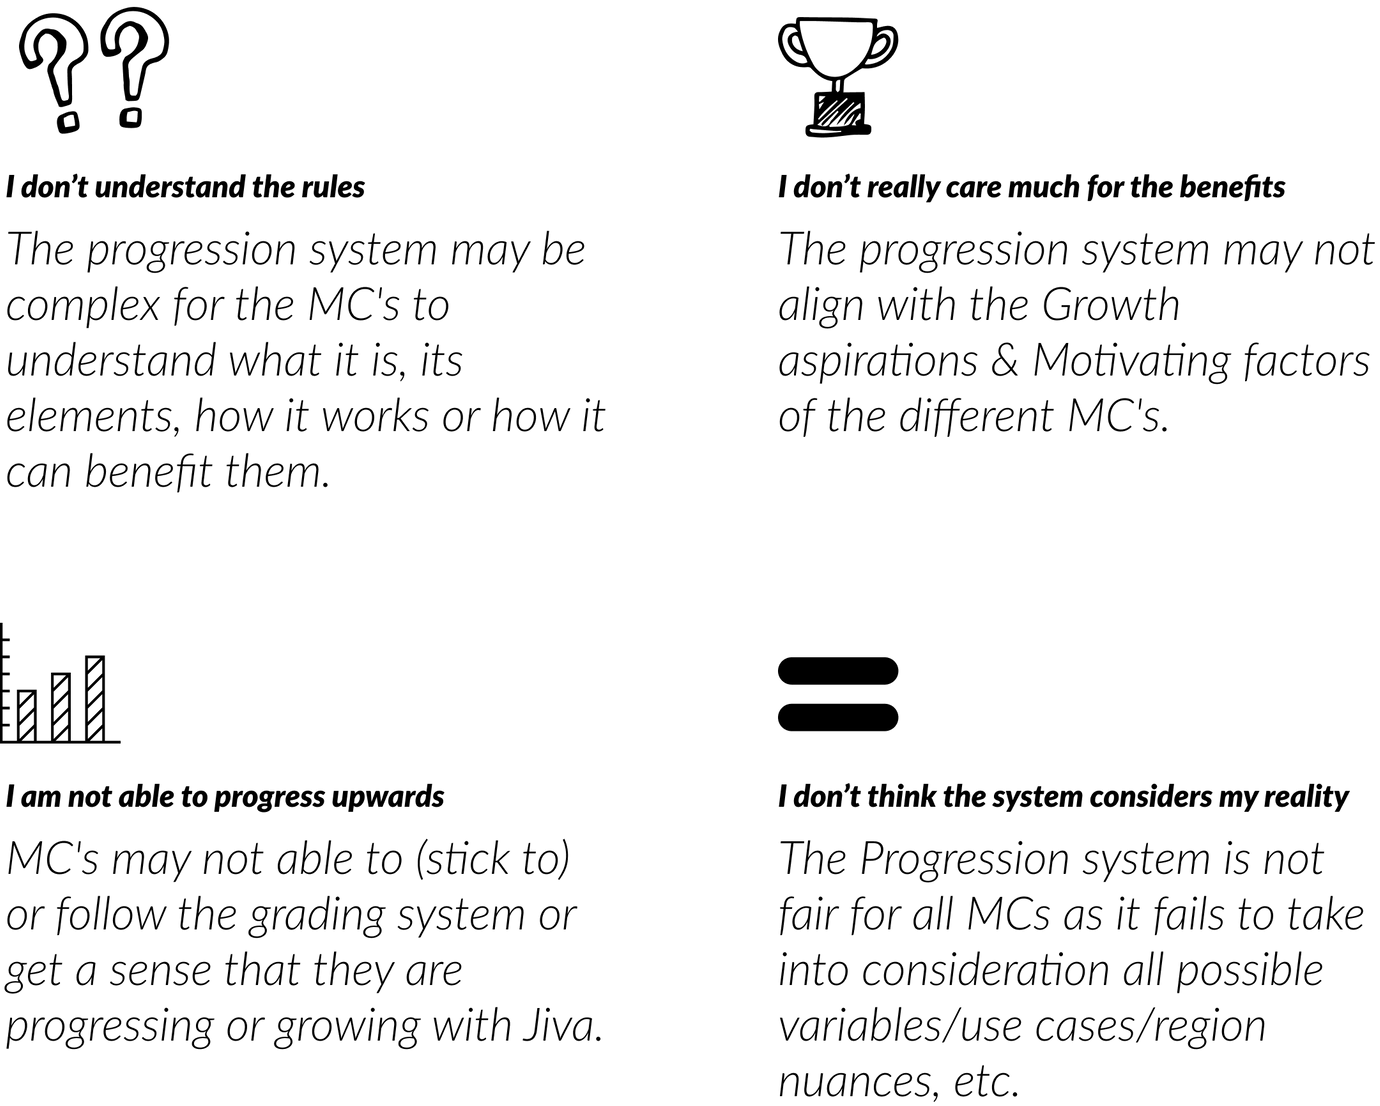 I don’t understand the rules
The progression system may be
complex for the MC's to
understand what it is, its
elements, how it works or how it
can benefit them.
I don’t really care much for the benefits
The progression system may not
align with the Growth
aspirations & Motivating factors
of the different MC's.
I am not able to progress upwards
MC's may not able to (stick to)
or follow the grading system or
get a sense that they are
progressing or growing with Jiva.
I don’t think the system considers my reality
The Progression system is not
fair for all MCs as it fails to take
into consideration all possible
variables/use cases/region
nuances, etc.